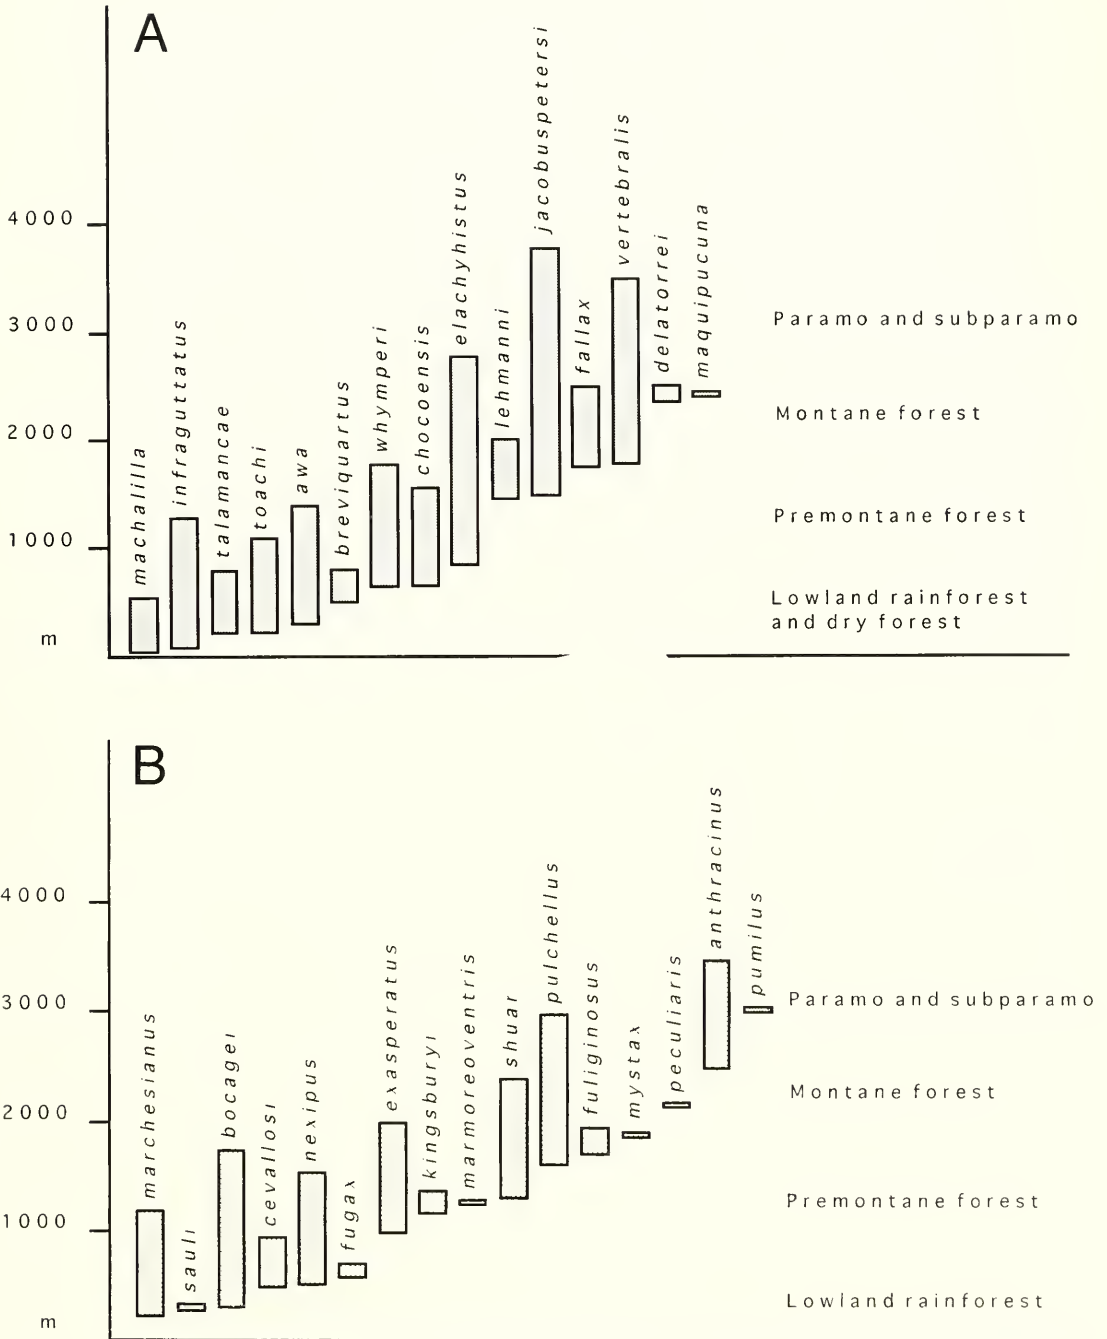 A
4000
3000
2000
1000
m
machalilla
infraguttatus
talamancae
toachi
awa
breviquartus
whymperi
chocoensis
elachyhistus
lehmanni
jacobuspetersi
fallax
vertebralis
delatorrei
maquipucuna
Paramo and subparamo
Montane forest
Premontane forest
Lowland rainforest
and dry forest
B
4000
3000
2000
1000
m
marchesianus
sauli
bocagei
cevallosi
nexipus
fugax
exasperatus
kingsburyi
marmoreoventris
shuar
pulchellus
fuliginosus
mystax
peculiaris
anthracinus
pumilus
Paramo and subparamo
Montane forest
Premontane forest
Lowland rainforest